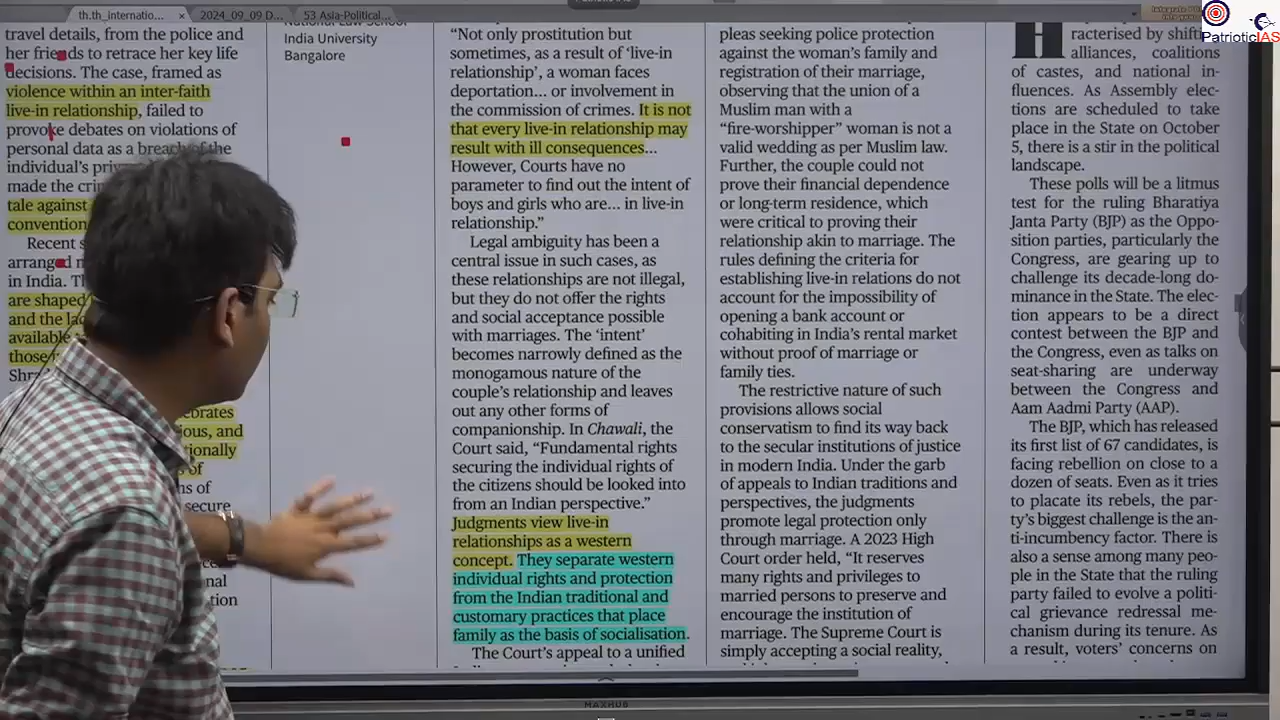 th.th_internatio...
×
2024_09_09 D...
53 Asia-Political...
PatrioticIAS
travel details, from the police and
her friends to retrace her key life
decisions. The case, framed as
violence within an inter-faith
live-in relationship, failed to
provoke debates on violations of
personal data as a breach of the
individual's
made the
tale against
convention
Recent
arranged
in India.
are shaped
and the
available
those
ebrates
ious, and
tionally
s of
ns of
secure
nal
tion
India University
Bangalore
“Not only prostitution but
sometimes, as a result of ‘live-in
relationship’, a woman faces
deportation... or involvement in
the commission of crimes. It is not
that every live-in relationship may
result with ill consequences...
However, Courts have no
parameter to find out the intent of
boys and girls who are... in live-in
relationship.”
Legal ambiguity has been a
central issue in such cases, as
these relationships are not illegal,
but they do not offer the rights
and social acceptance possible
with marriages. The ‘intent’
becomes narrowly defined as the
monogamous nature of the
couple’s relationship and leaves
out any other forms of
companionship. In Chawali, the
Court said, “Fundamental rights
securing the individual rights of
the citizens should be looked into
from an Indian perspective.”
Judgments view live-in
relationships as a western
concept. They separate western
individual rights and protection
from the Indian traditional and
customary practices that place
family as the basis of socialisation.
The Court’s appeal to a unified
pleas seeking police protection
against the woman’s family and
registration of their marriage,
observing that the union of a
Muslim man with a
“fire-worshipper” woman is not a
valid wedding as per Muslim law.
Further, the couple could not
prove their financial dependence
or long-term residence, which
were critical to proving their
relationship akin to marriage. The
rules defining the criteria for
establishing live-in relations do not
account for the impossibility of
opening a bank account or
cohabiting in India’s rental market
without proof of marriage or
family ties.
The restrictive nature of such
provisions allows social
conservatism to find its way back
to the secular institutions of justice
in modern India. Under the garb
of appeals to Indian traditions and
perspectives, the judgments
promote legal protection only
through marriage. A 2023 High
Court order held, “It reserves
many rights and privileges to
married persons to preserve and
encourage the institution of
marriage. The Supreme Court is
simply accepting a social reality,
H
racterised by shifti
alliances, coalitions
of castes, and national in-
fluences. As Assembly elec-
tions are scheduled to take
place in the State on October
5, there is a stir in the political
landscape.
These polls will be a litmus
test for the ruling Bharatiya
Janta Party (BJP) as the Oppo-
sition parties, particularly the
Congress, are gearing up to
challenge its decade-long do-
minance in the State. The elec-
tion appears to be a direct
contest between the BJP and
the Congress, even as talks on
seat-sharing are underway
between the Congress and
Aam Aadmi Party (AAP).
The BJP, which has released
its first list of 67 candidates, is
facing rebellion on close to a
dozen of seats. Even as it tries
to placate its rebels, the par-
ty’s biggest challenge is the an-
ti-incumbency factor. There is
also a sense among many peo-
ple in the State that the ruling
party failed to evolve a politi-
cal grievance redressal me-
chanism during its tenure. As
a result, voters’ concerns on
MAXHUB